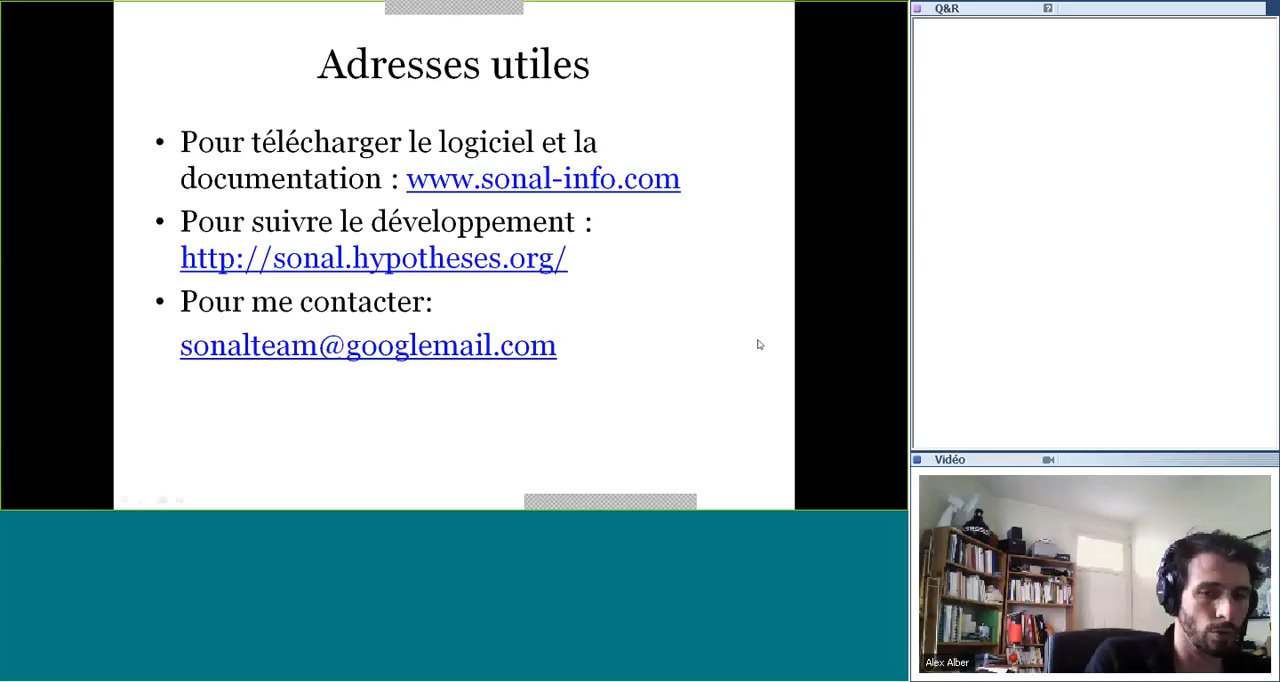 Adresses utiles
• Pour télécharger le logiciel et la
documentation : www.sonal-info.com
• Pour suivre le développement :
http://sonal.hypotheses.org/
• Pour me contacter:
sonalteam@googlemail.com
Q&R
Vidéo
Alex Alber